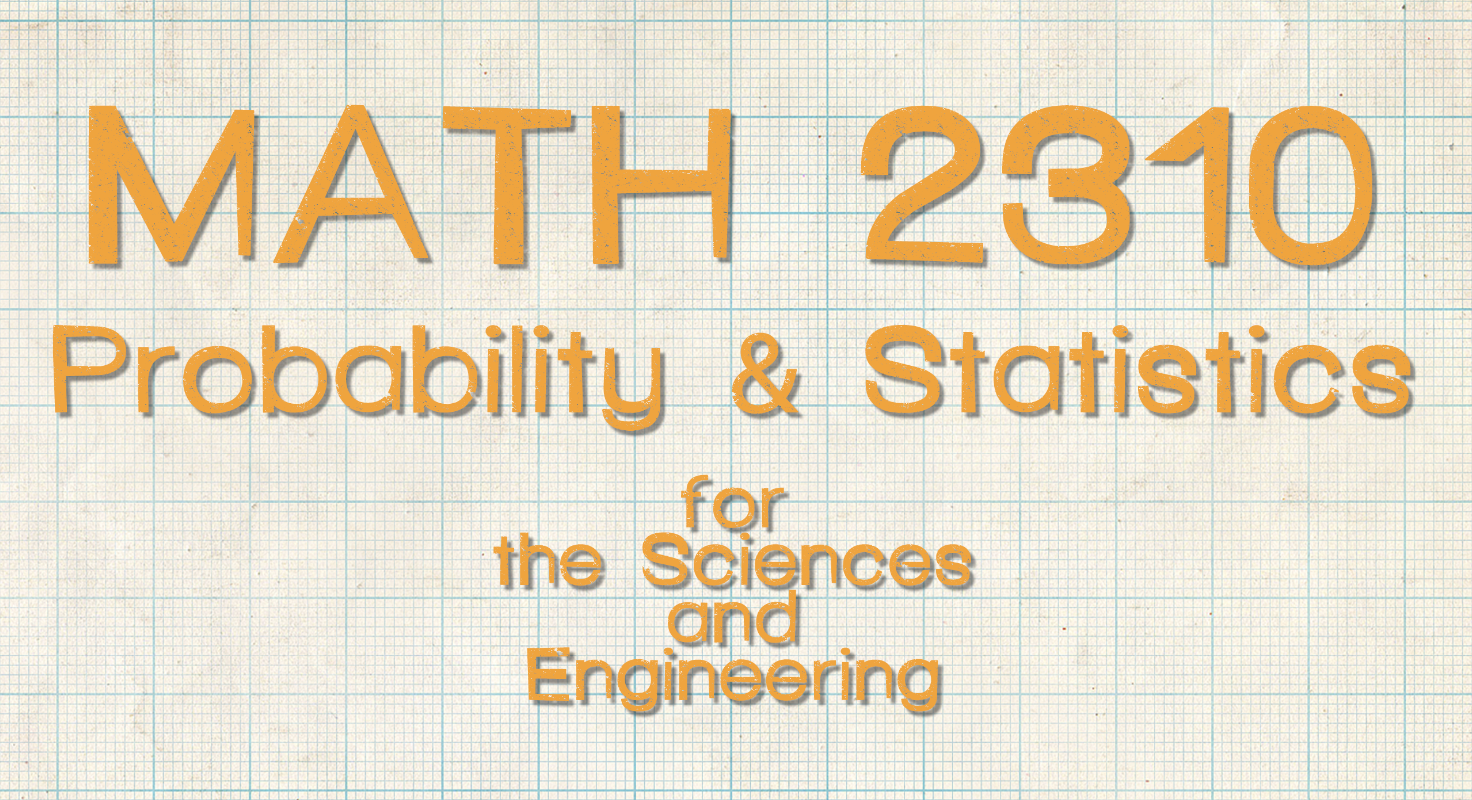 MATH 2310
Probability & Statistics
for
the Sciences
and
Engineering